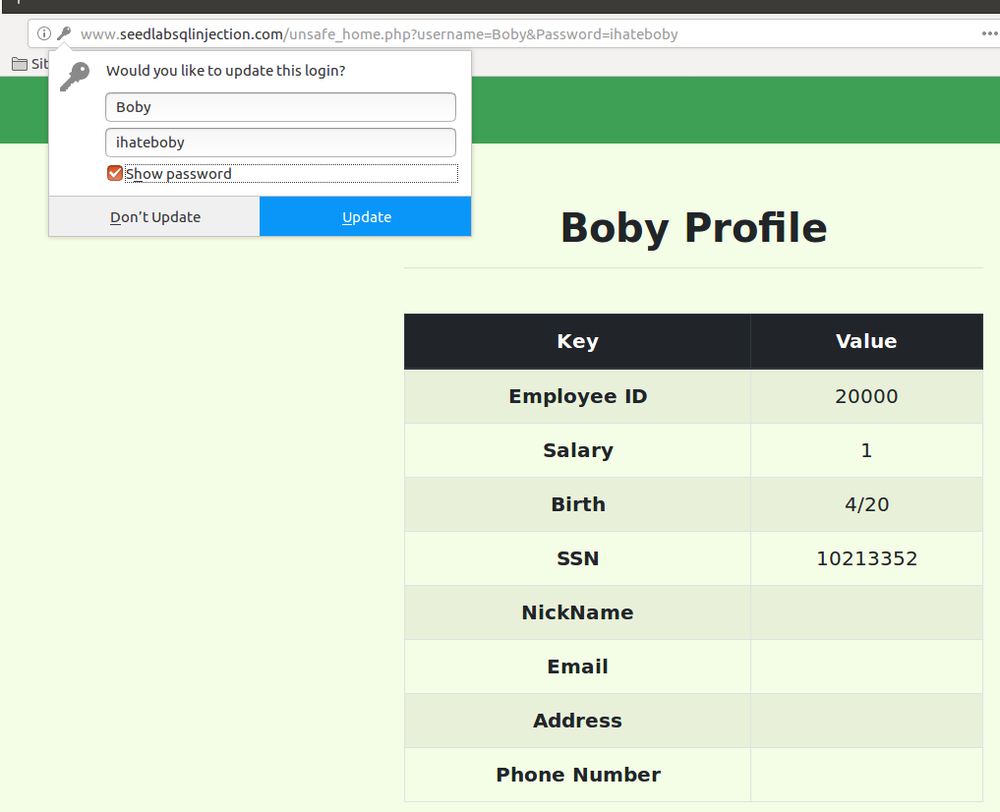 www.seedlabsqlinjection.com/unsafe_home.php?username=Boby&Password=ihateboby
Sit
Would you like to update this login?
Boby
ihateboby
Show password
Don't Update Update
Boby Profile
Key Value
Employee ID 20000
Salary 1
Birth 4/20
SSN 10213352
NickName
Email
Address
Phone Number